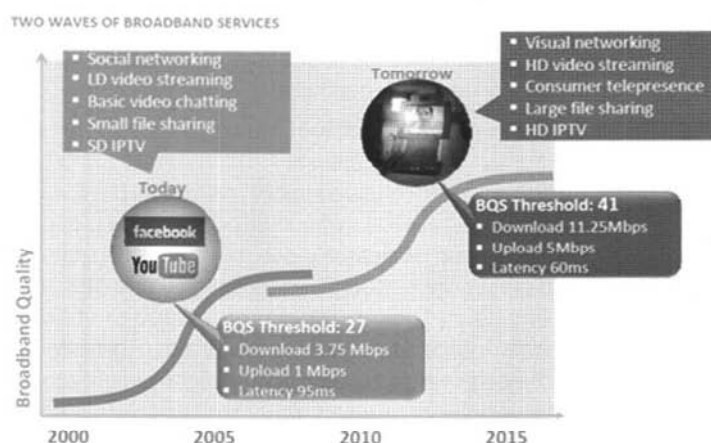 TWO WAVES OF BROADBAND SERVICES
▪ Social networking
▪ LD video streaming
▪ Basic video chatting
▪ Small file sharing
▪ SD IPTV
Today
facebook
YouTube
BQS Threshold: 27
▪ Download 3.75 Mbps
▪ Upload 1 Mbps
▪ Latency 95ms
▪ Visual networking
▪ HD video streaming
▪ Consumer telepresence
▪ Large file sharing
▪ HD IPTV
Tomorrow
BQS Threshold: 41
▪ Download 11.25Mbps
▪ Upload 5Mbps
▪ Latency 60ms
Broadband Quality
2000 2005 2010 2015